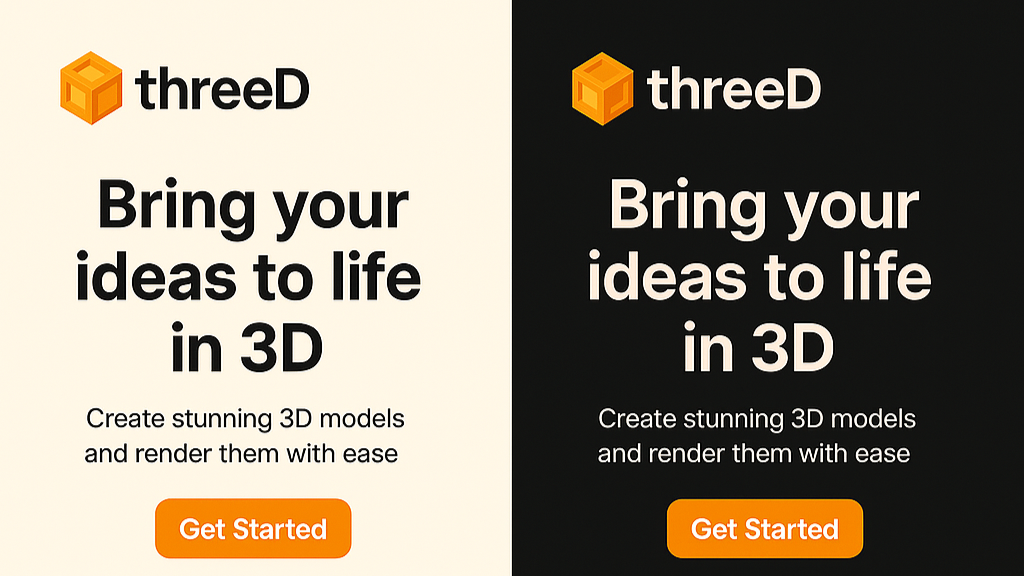 threeD
Bring your
ideas to life
in 3D
Create stunning 3D models
and render them with ease
Get Started
threeD
Bring your
ideas to life
in 3D
Create stunning 3D models
and render them with ease
Get Started